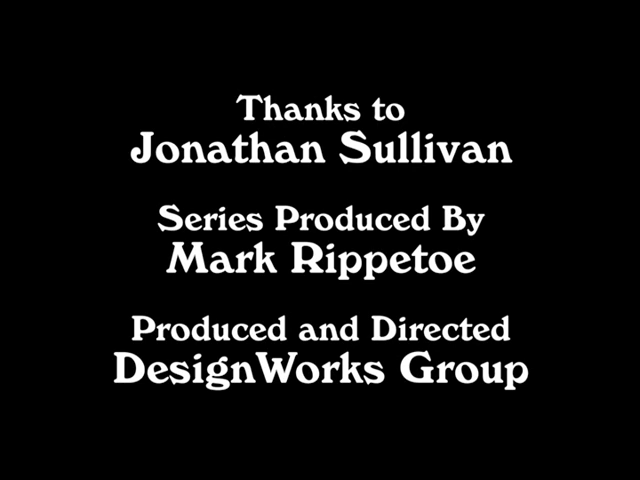 Thanks to
Jonathan Sullivan
Series Produced By
Mark Rippetoe
Produced and Directed
DesignWorks Group